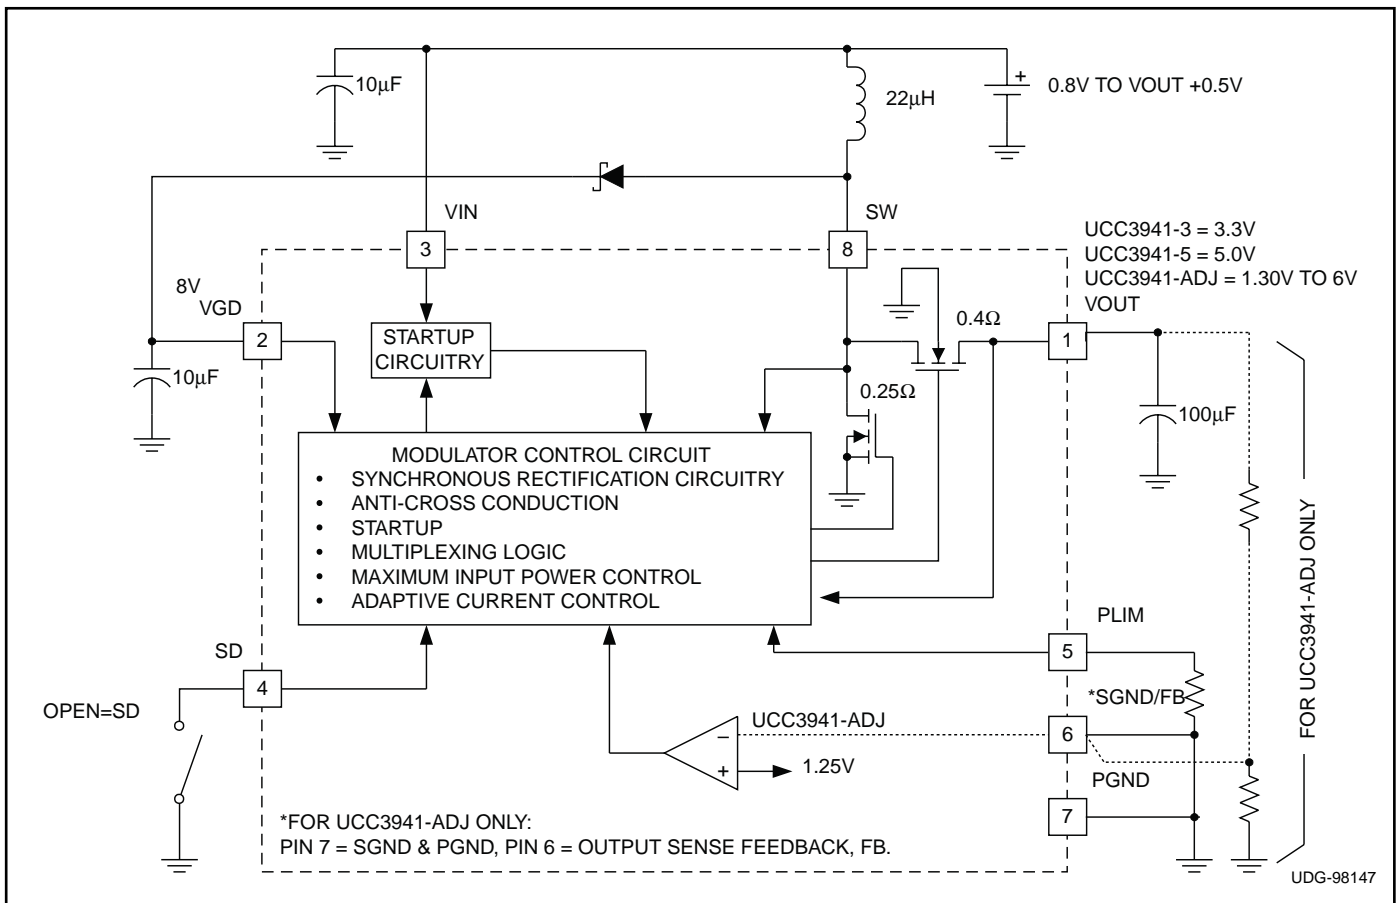 10µF
22µH
+
0.8V TO VOUT +0.5V
VIN
SW
3
8
UCC3941-3 = 3.3V
UCC3941-5 = 5.0V
UCC3941-ADJ = 1.30V TO 6V
VOUT
8V
VGD
2
STARTUP
CIRCUITRY
0.4Ω
1
10µF
0.25Ω
100µF
MODULATOR CONTROL CIRCUIT
• SYNCHRONOUS RECTIFICATION CIRCUITRY
• ANTI-CROSS CONDUCTION
• STARTUP
• MULTIPLEXING LOGIC
• MAXIMUM INPUT POWER CONTROL
• ADAPTIVE CURRENT CONTROL
FOR UCC3941-ADJ ONLY
PLIM
5
SD
4
*SGND/FB
OPEN=SD
UCC3941-ADJ
6
–
+
1.25V
PGND
7
*FOR UCC3941-ADJ ONLY:
PIN 7 = SGND & PGND, PIN 6 = OUTPUT SENSE FEEDBACK, FB.
UDG-98147